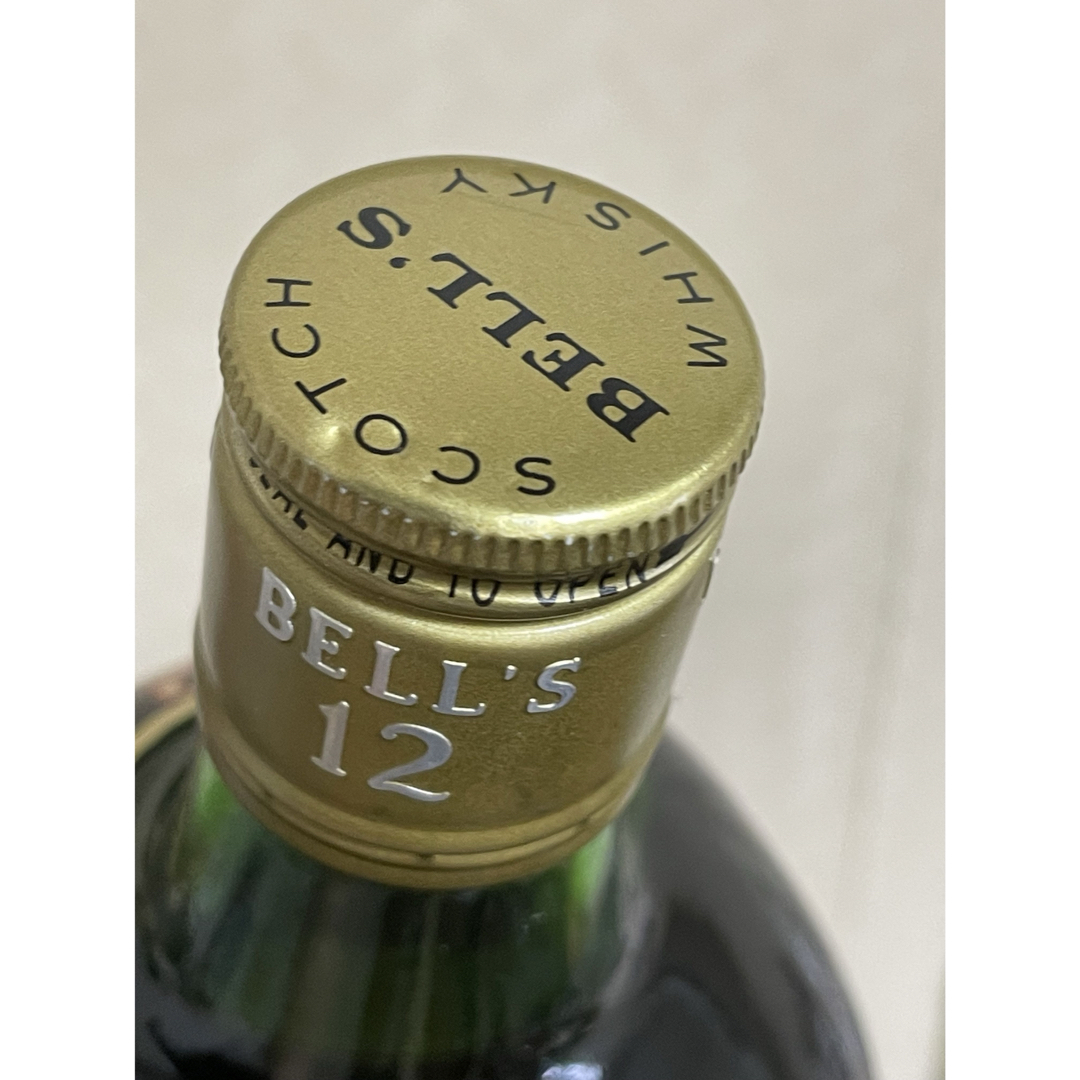 SCOTCH
BELL'S
WHISKY
AND TO OPEN
BELL'S
12